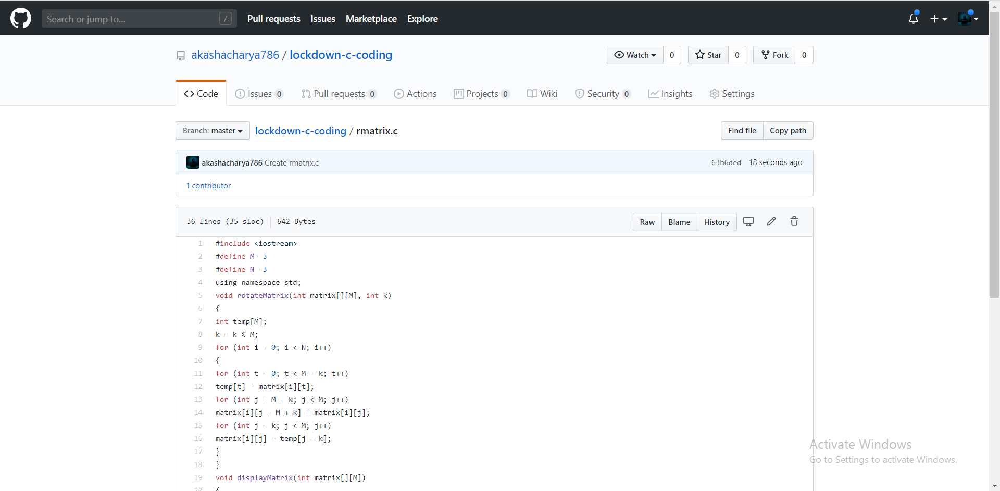 Search or jump to... / Pull requests Issues Marketplace Explore
akashacharya786 / lockdown-c-coding Watch 0 Star 0 Fork 0
Code Issues 0 Pull requests 0 Actions Projects 0 Wiki Security 0 Insights Settings
Branch: master lockdown-c-coding / rmatrix.c Find file Copy path
akashacharya786 Create rmatrix.c 63b6ded 18 seconds ago
1 contributor
36 lines (35 sloc) 642 Bytes Raw Blame History
1 #include <iostream>
2 #define M= 3
3 #define N =3
4 using namespace std;
5 void rotateMatrix(int matrix[][M], int k)
6 {
7 int temp[M];
8 k = k % M;
9 for (int i = 0; i < N; i++)
10 {
11 for (int t = 0; t < M - k; t++)
12 temp[t] = matrix[i][t];
13 for (int j = M - k; j < M; j++)
14 matrix[i][j - M + k] = matrix[i][j];
15 for (int j = k; j < M; j++)
16 matrix[i][j] = temp[j - k];
17 }
18 }
19 void displayMatrix(int matrix[][M])
20 {
Activate Windows
Go to Settings to activate Windows.